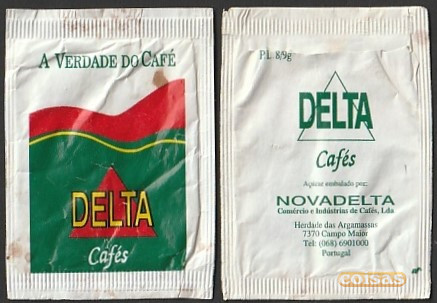 A VERDADE DO CAFÉ
DELTA
Cafés
P.L. 8/9g
DELTA
Cafés
Açúcar embalado por:
NOVADELTA
Comércio e Indústrias de Cafés, Lda
Herdade das Argamassas
7370 Campo Maior
Tel: (068) 6901000
Portugal
coisas